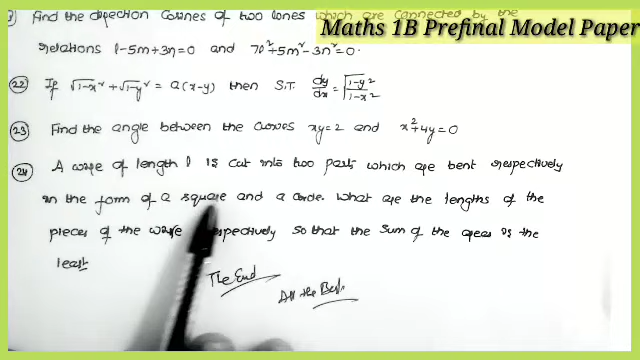 Find the Direction Cosines of two lines which are connected by the
Maths 1B Prefinal Model Paper
relations l-5m+3n=0 and 7l²+5m²-3n²=0.
22 If √1-x² + √1-y² = a(x-y) then S.T dy/dx = √1-y²/√1-x²
23 Find the angle between the curves xy=2 and x²+4y=0
24 A wire of length l is cut into two parts which are bent respectively
in the form of a square and a circle. What are the lengths of the
pieces of the wire respectively so that the sum of the areas is the
least
The End
All the Best